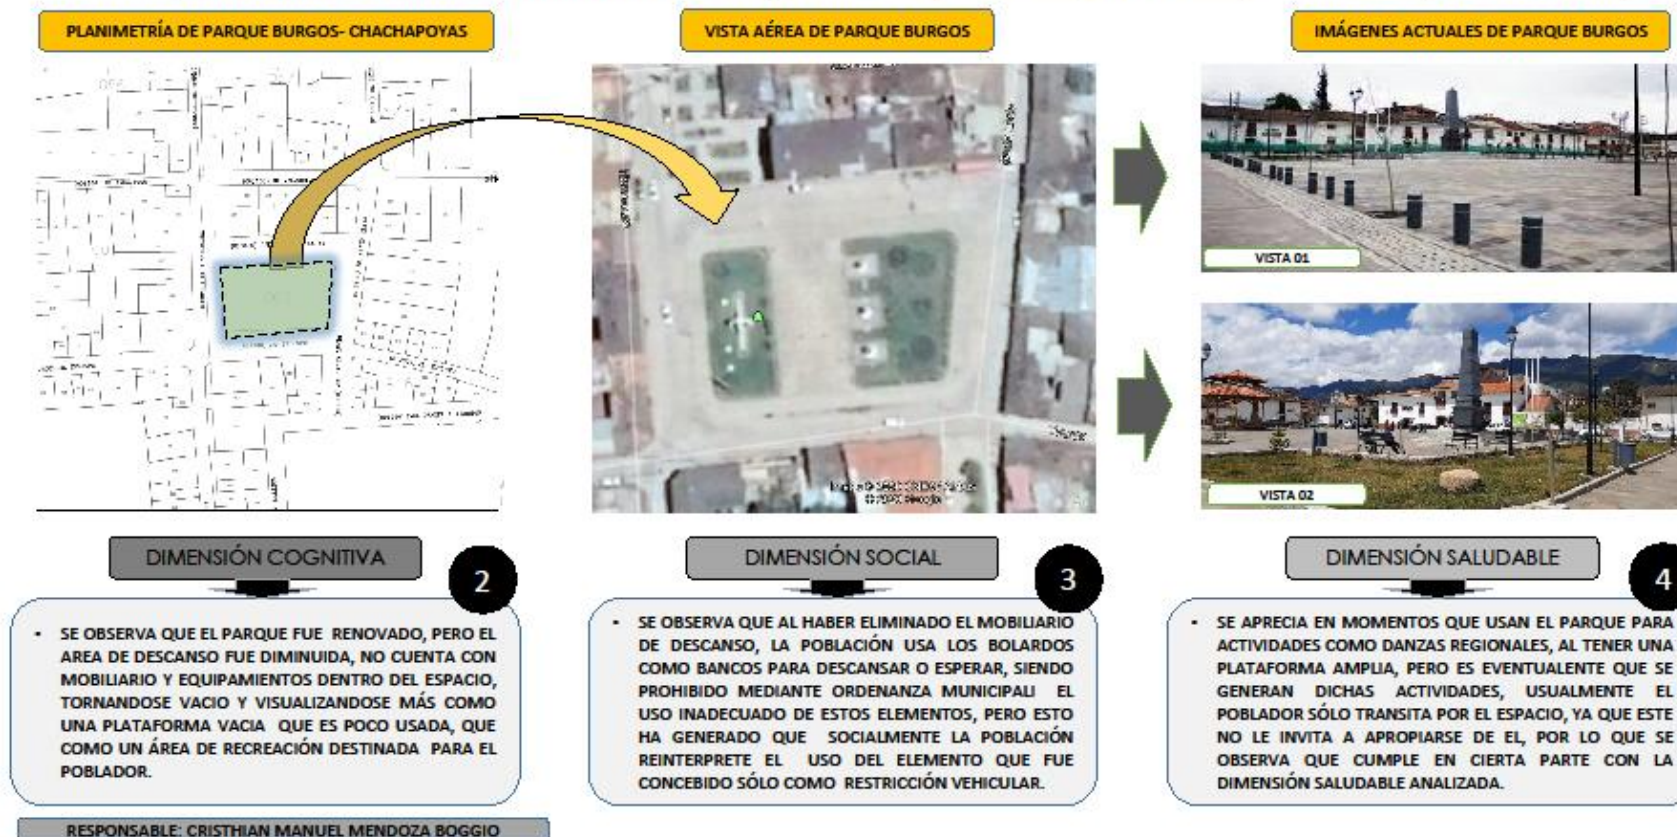 PLANIMETRÍA DE PARQUE BURGOS- CHACHAPOYAS
VISTA AÉREA DE PARQUE BURGOS
IMÁGENES ACTUALES DE PARQUE BURGOS
VISTA 01
VISTA 02
DIMENSIÓN COGNITIVA
2
SE OBSERVA QUE EL PARQUE FUE RENOVADO, PERO EL
AREA DE DESCANSO FUE DIMINUIDA, NO CUENTA CON
MOBILIARIO Y EQUIPAMIENTOS DENTRO DEL ESPACIO,
TORNANDOSE VACIO Y VISUALIZANDOSE MÁS COMO
UNA PLATAFORMA VACIA QUE ES POCO USADA, QUE
COMO UN ÁREA DE RECREACIÓN DESTINADA PARA EL
POBLADOR.
DIMENSIÓN SOCIAL
3
SE OBSERVA QUE AL HABER ELIMINADO EL MOBILIARIO
DE DESCANSO, LA POBLACIÓN USA LOS BOLARDOS
COMO BANCOS PARA DESCANSAR O ESPERAR, SIENDO
PROHIBIDO MEDIANTE ORDENANZA MUNICIPALI EL
USO INADECUADO DE ESTOS ELEMENTOS, PERO ESTO
HA GENERADO QUE SOCIALMENTE LA POBLACIÓN
REINTERPRETE EL USO DEL ELEMENTO QUE FUE
CONCEBIDO SÓLO COMO RESTRICCIÓN VEHICULAR.
DIMENSIÓN SALUDABLE
4
SE APRECIA EN MOMENTOS QUE USAN EL PARQUE PARA
ACTIVIDADES COMO DANZAS REGIONALES, AL TENER UNA
PLATAFORMA AMPLIA, PERO ES EVENTUALENTE QUE SE
GENERAN DICHAS ACTIVIDADES, USUALMENTE EL
POBLADOR SÓLO TRANSITA POR EL ESPACIO, YA QUE ESTE
NO LE INVITA A APROPIARSE DE EL, POR LO QUE SE
OBSERVA QUE CUMPLE EN CIERTA PARTE CON LA
DIMENSIÓN SALUDABLE ANALIZADA.
RESPONSABLE: CRISTHIAN MANUEL MENDOZA BOGGIO